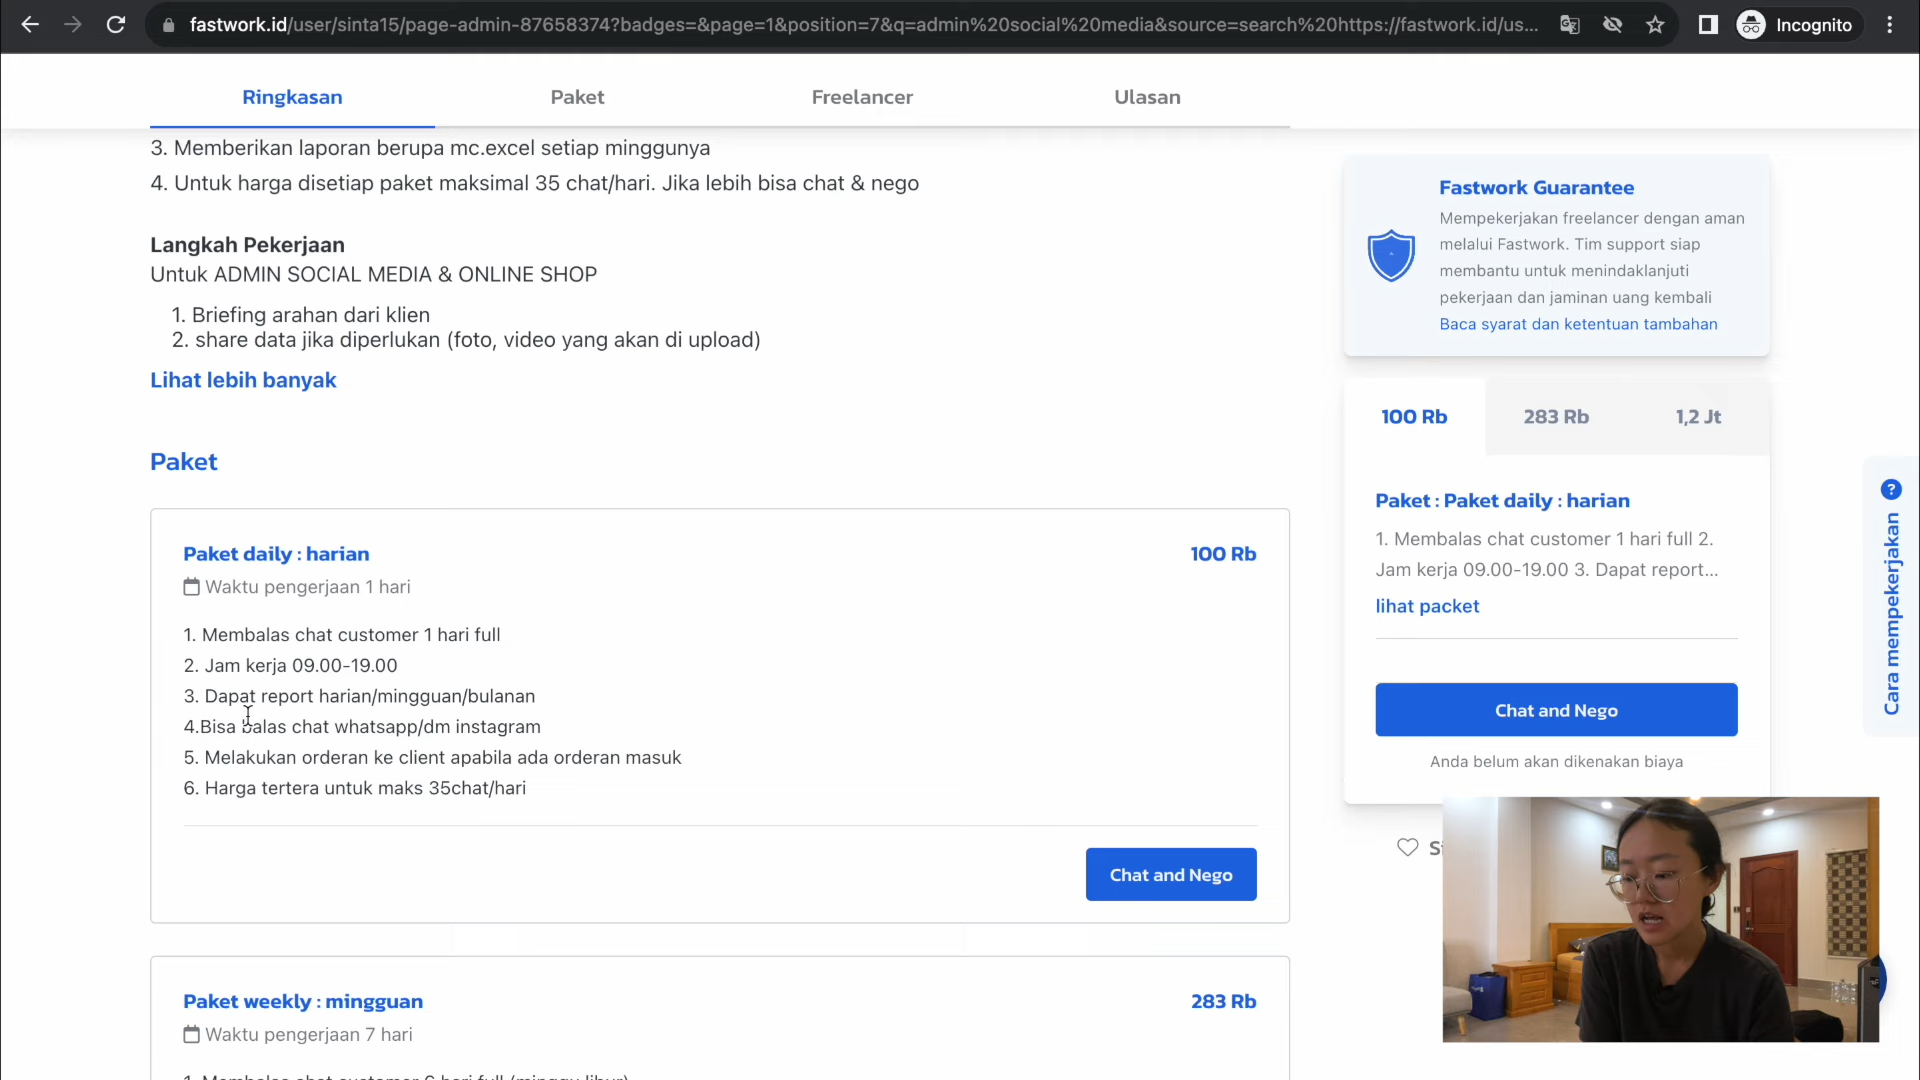 fastwork.id/user/sinta15/page-admin-87658374?badges=&page=1&position=7&q=admin%20social%20media&source=search%20https://fastwork.id/us...
Incognito
Ringkasan
Paket
Freelancer
Ulasan
3. Memberikan laporan berupa mc.excel setiap minggunya
4. Untuk harga disetiap paket maksimal 35 chat/hari. Jika lebih bisa chat & nego
Langkah Pekerjaan
Untuk ADMIN SOCIAL MEDIA & ONLINE SHOP
1. Briefing arahan dari klien
2. share data jika diperlukan (foto, video yang akan di upload)
Lihat lebih banyak
Paket
Paket daily : harian
100 Rb
Waktu pengerjaan 1 hari
1. Membalas chat customer 1 hari full
2. Jam kerja 09.00-19.00
3. Dapat report harian/mingguan/bulanan
4.Bisa balas chat whatsapp/dm instagram
5. Melakukan orderan ke client apabila ada orderan masuk
6. Harga tertera untuk maks 35chat/hari
Chat and Nego
Paket weekly : mingguan
283 Rb
Waktu pengerjaan 7 hari
1. Membalas chat customer 6 hari full (minggu libur)
Fastwork Guarantee
Mempekerjakan freelancer dengan aman
melalui Fastwork. Tim support siap
membantu untuk menindaklanjuti
pekerjaan dan jaminan uang kembali
Baca syarat dan ketentuan tambahan
100 Rb
283 Rb
1,2 Jt
Paket : Paket daily : harian
1. Membalas chat customer 1 hari full 2.
Jam kerja 09.00-19.00 3. Dapat report...
lihat packet
Chat and Nego
Anda belum akan dikenakan biaya
? Cara mempekerjakan